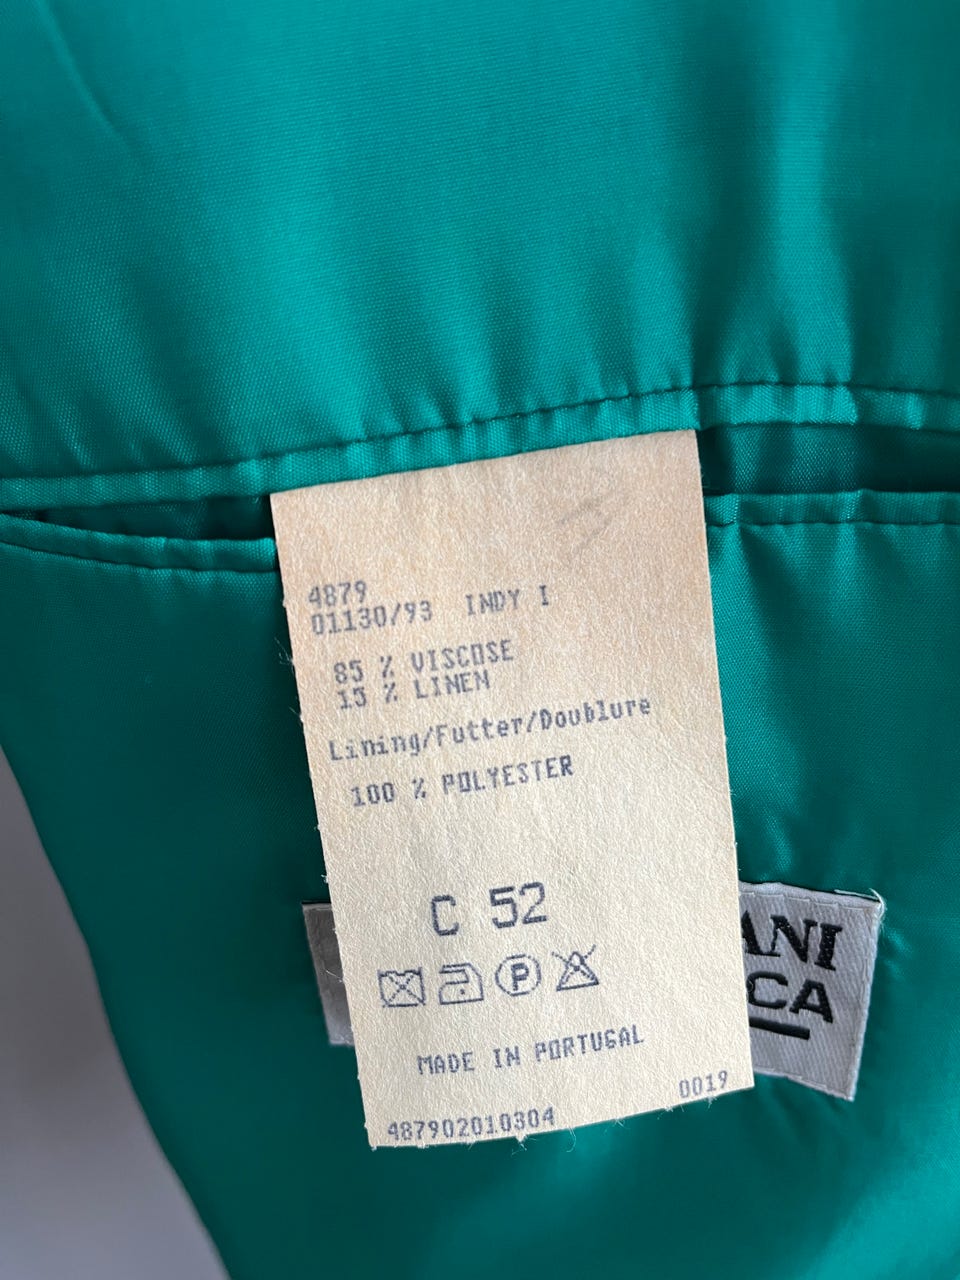 4879
01130/93 INDY I
85 % VISCOSE
15 % LINEN
Lining/Futter/Doublure
100 % POLYESTER
C 52
P
MADE IN PORTUGAL
0019
487902010304
ANI
CA